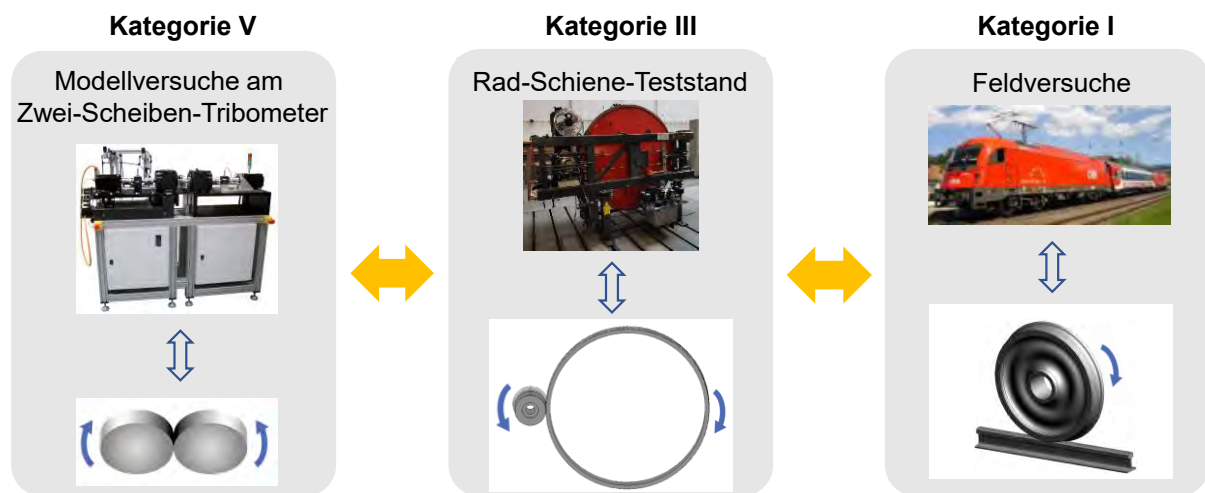 Kategorie V
Modellversuche am
Zwei-Scheiben-Tribometer
Kategorie III
Rad-Schiene-Teststand
Kategorie I
Feldversuche